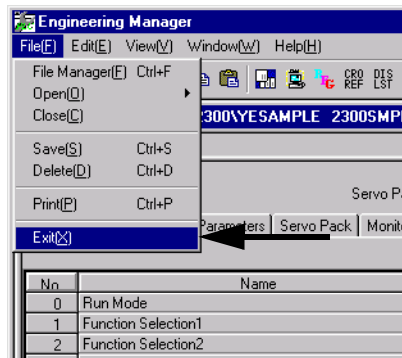 Engineering Manager
File(F) Edit(E) View(V) Window(W) Help(H)
File Manager(F) Ctrl+F
Open(O)
Close(C)
Save(S) Ctrl+S
Delete(D) Ctrl+D
Print(P) Ctrl+P
Exit(X)
CRO REF DIS LST
2300\YESAMPLE 2300SMP
Servo P
Parameters Servo Pack Monit
No Name
0 Run Mode
1 Function Selection1
2 Function Selection2